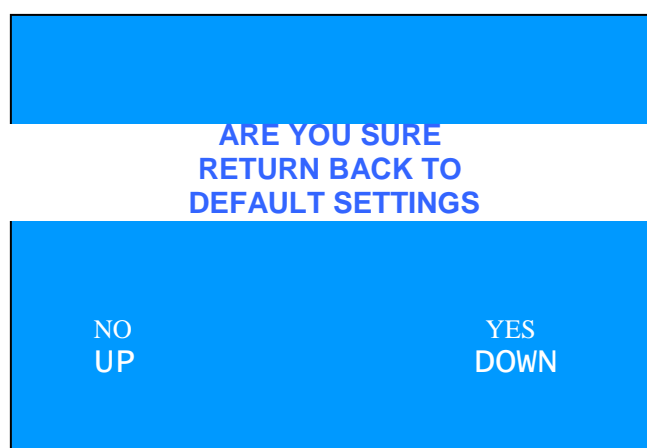 ARE YOU SURE
RETURN BACK TO
DEFAULT SETTINGS
NO YES
UP DOWN